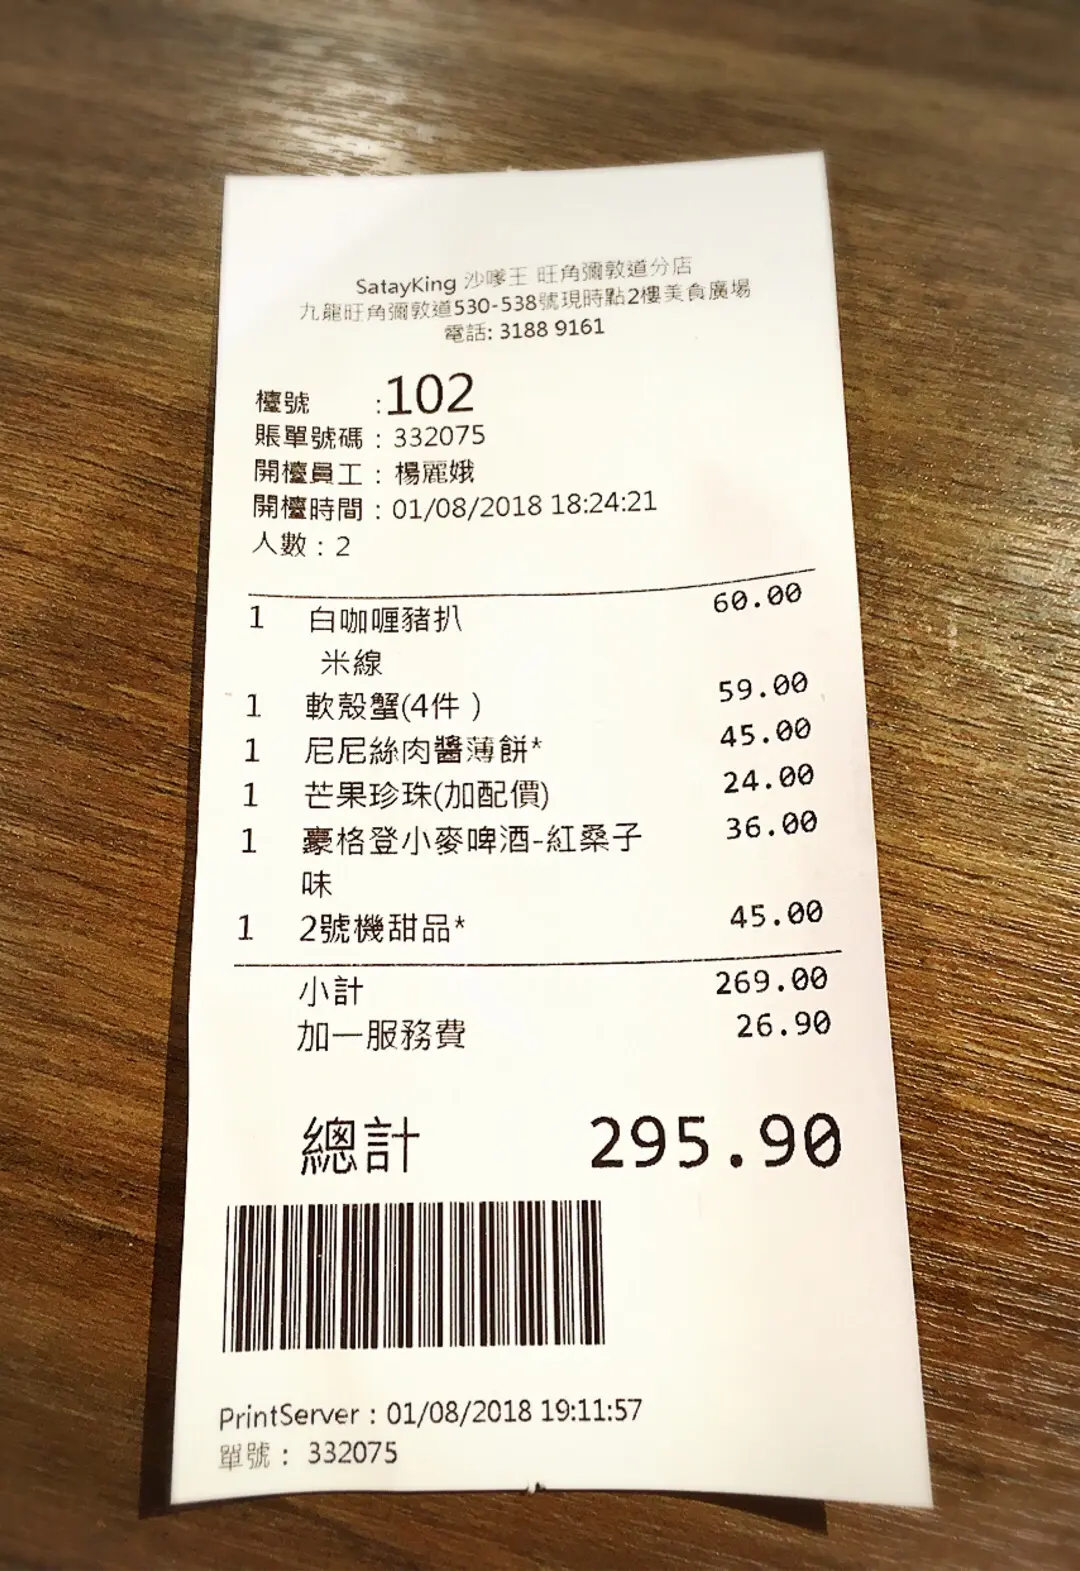 SatayKing 沙嗲王 旺角彌敦道分店
九龍旺角彌敦道530-538號現時點2樓美食廣場
電話: 3188 9161
檯號 :102
賬單號碼 : 332075
開檯員工 : 楊麗娥
開檯時間 : 01/08/2018 18:24:21
人數 : 2
1 白咖喱豬扒 60.00
米線
1 軟殼蟹(4件 ) 59.00
1 尼尼絲肉醬薄餅* 45.00
1 芒果珍珠(加配價) 24.00
1 豪格登小麥啤酒-紅桑子 36.00
味
1 2號機甜品* 45.00
小計 269.00
加一服務費 26.90
總計 295.90
PrintServer : 01/08/2018 19:11:57
單號 : 332075